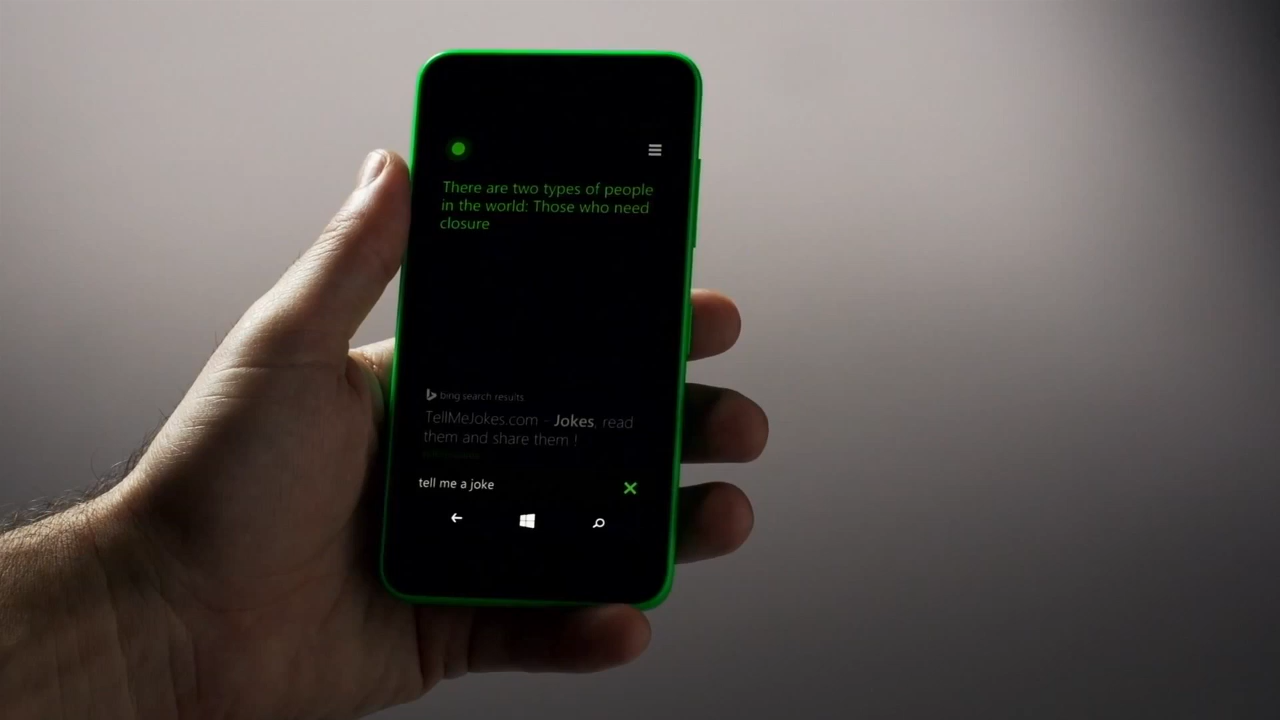 There are two types of people
in the world: Those who need
closure
bing search results
TellMeJokes.com - Jokes, read
them and share them !
tell me a joke